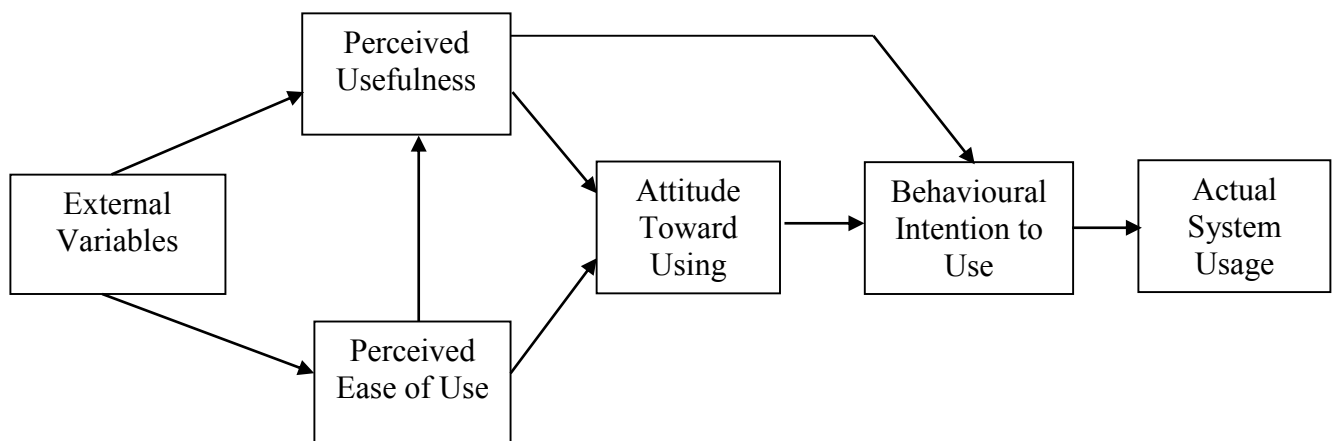 Perceived
Usefulness
External
Variables
Perceived
Ease of Use
Attitude
Toward
Using
Behavioural
Intention to
Use
Actual
System
Usage